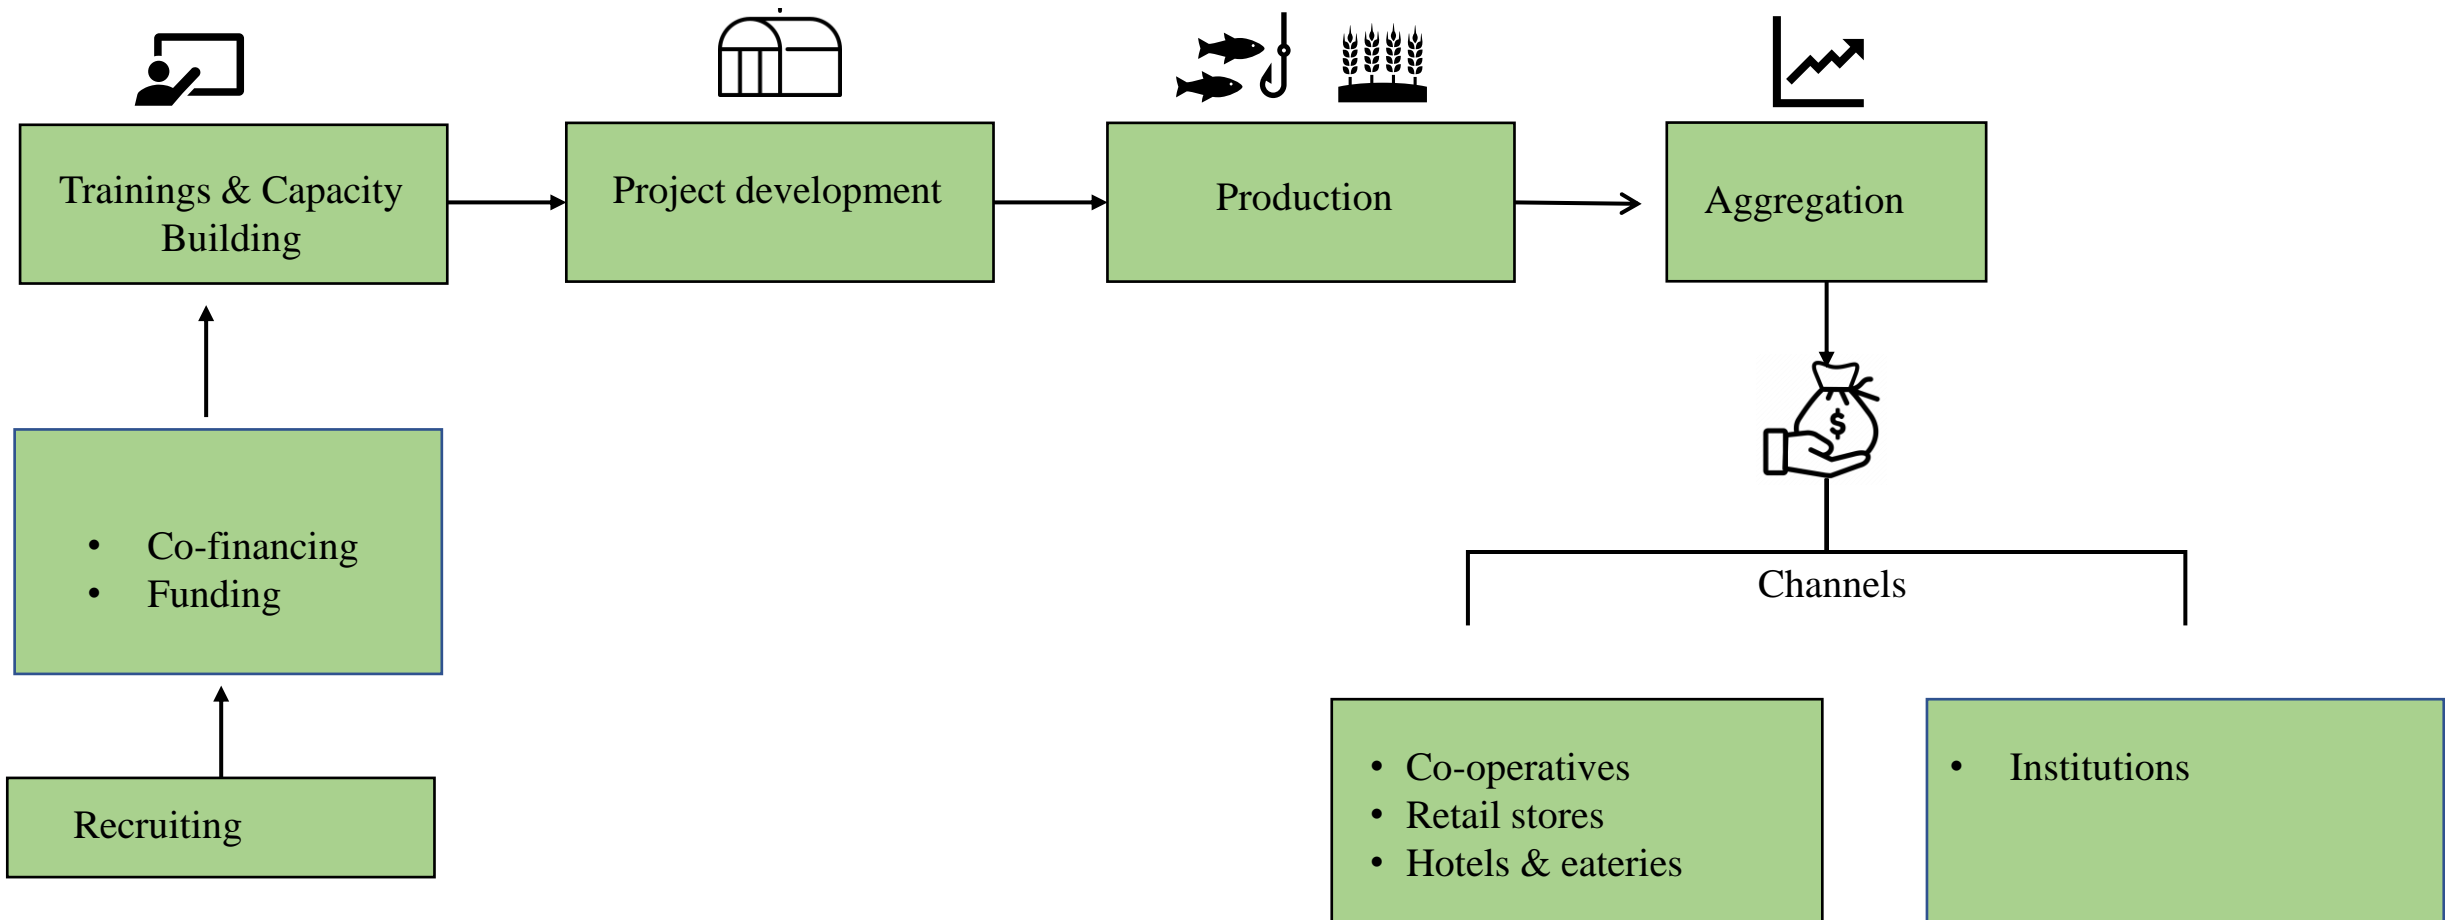 Trainings & Capacity
Building
Project development
Production
Aggregation
$
• Co-financing
• Funding
Channels
Recruiting
• Co-operatives
• Retail stores
• Hotels & eateries
• Institutions